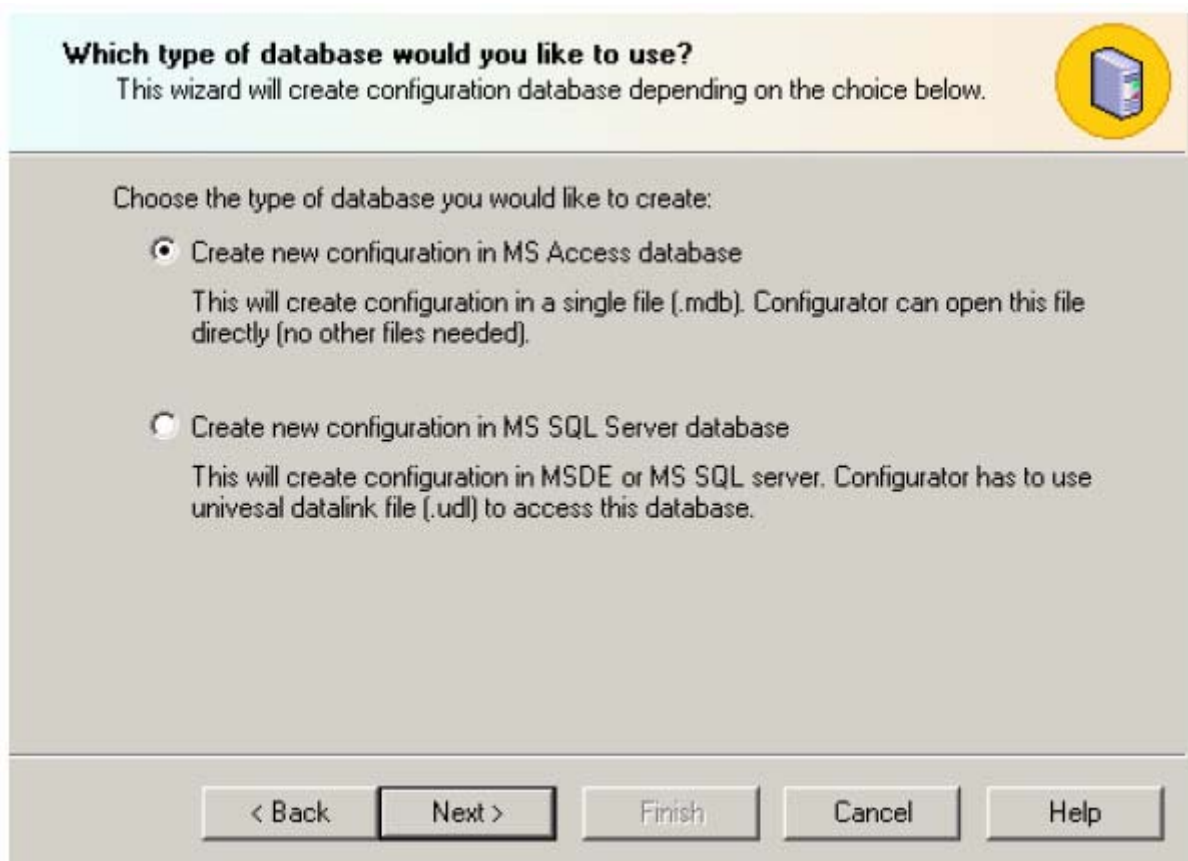 Which type of database would you like to use?
This wizard will create configuration database depending on the choice below.
Choose the type of database you would like to create:
Create new configuration in MS Access database
This will create configuration in a single file (.mdb). Configurator can open this file
directly (no other files needed).
Create new configuration in MS SQL Server database
This will create configuration in MSDE or MS SQL server. Configurator has to use
univesal datalink file (.udl) to access this database.
< Back Next > Finish Cancel Help